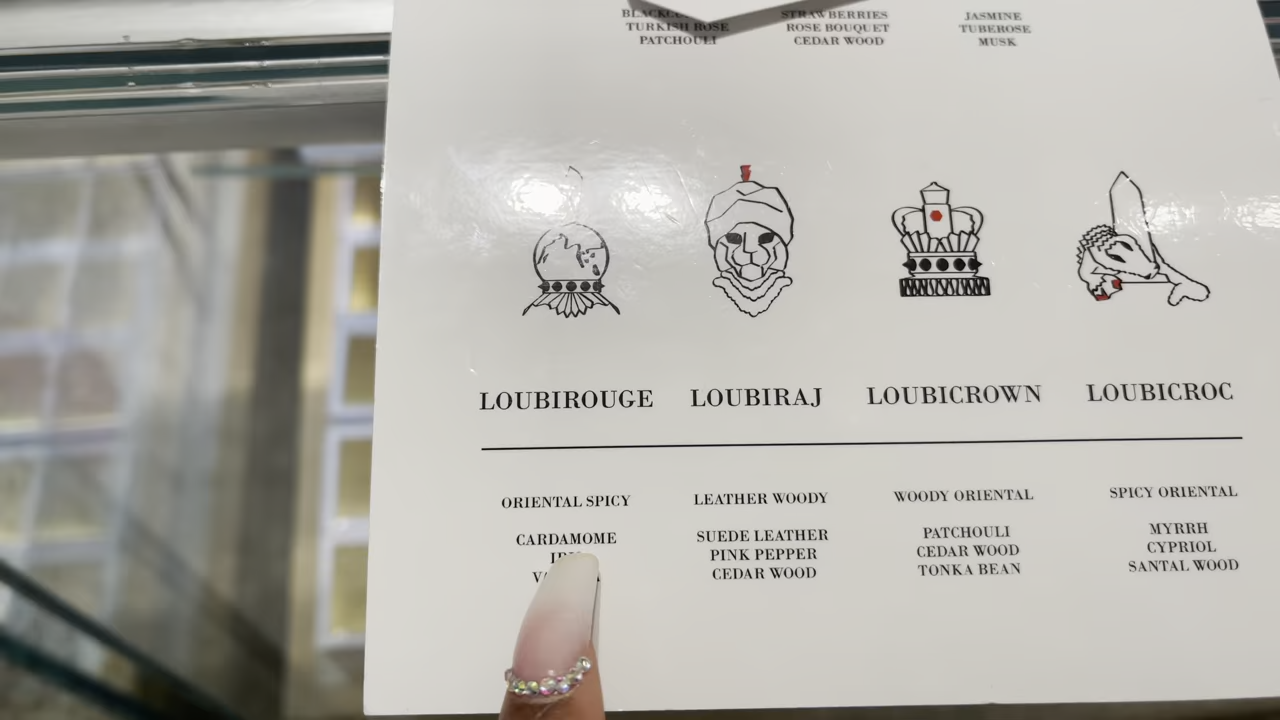 TURKISH ROSE
PATCHOULI
STRAWBERRIES
ROSE BOUQUET
CEDAR WOOD
JASMINE
TUBEROSE
MUSK
LOUBIROUGE
LOUBIRAJ
LOUBICROWN
LOUBICROC
ORIENTAL SPICY
CARDAMOME
LEATHER WOODY
SUEDE LEATHER
PINK PEPPER
CEDAR WOOD
WOODY ORIENTAL
PATCHOULI
CEDAR WOOD
TONKA BEAN
SPICY ORIENTAL
MYRRH
CYPRIOL
SANTAL WOOD